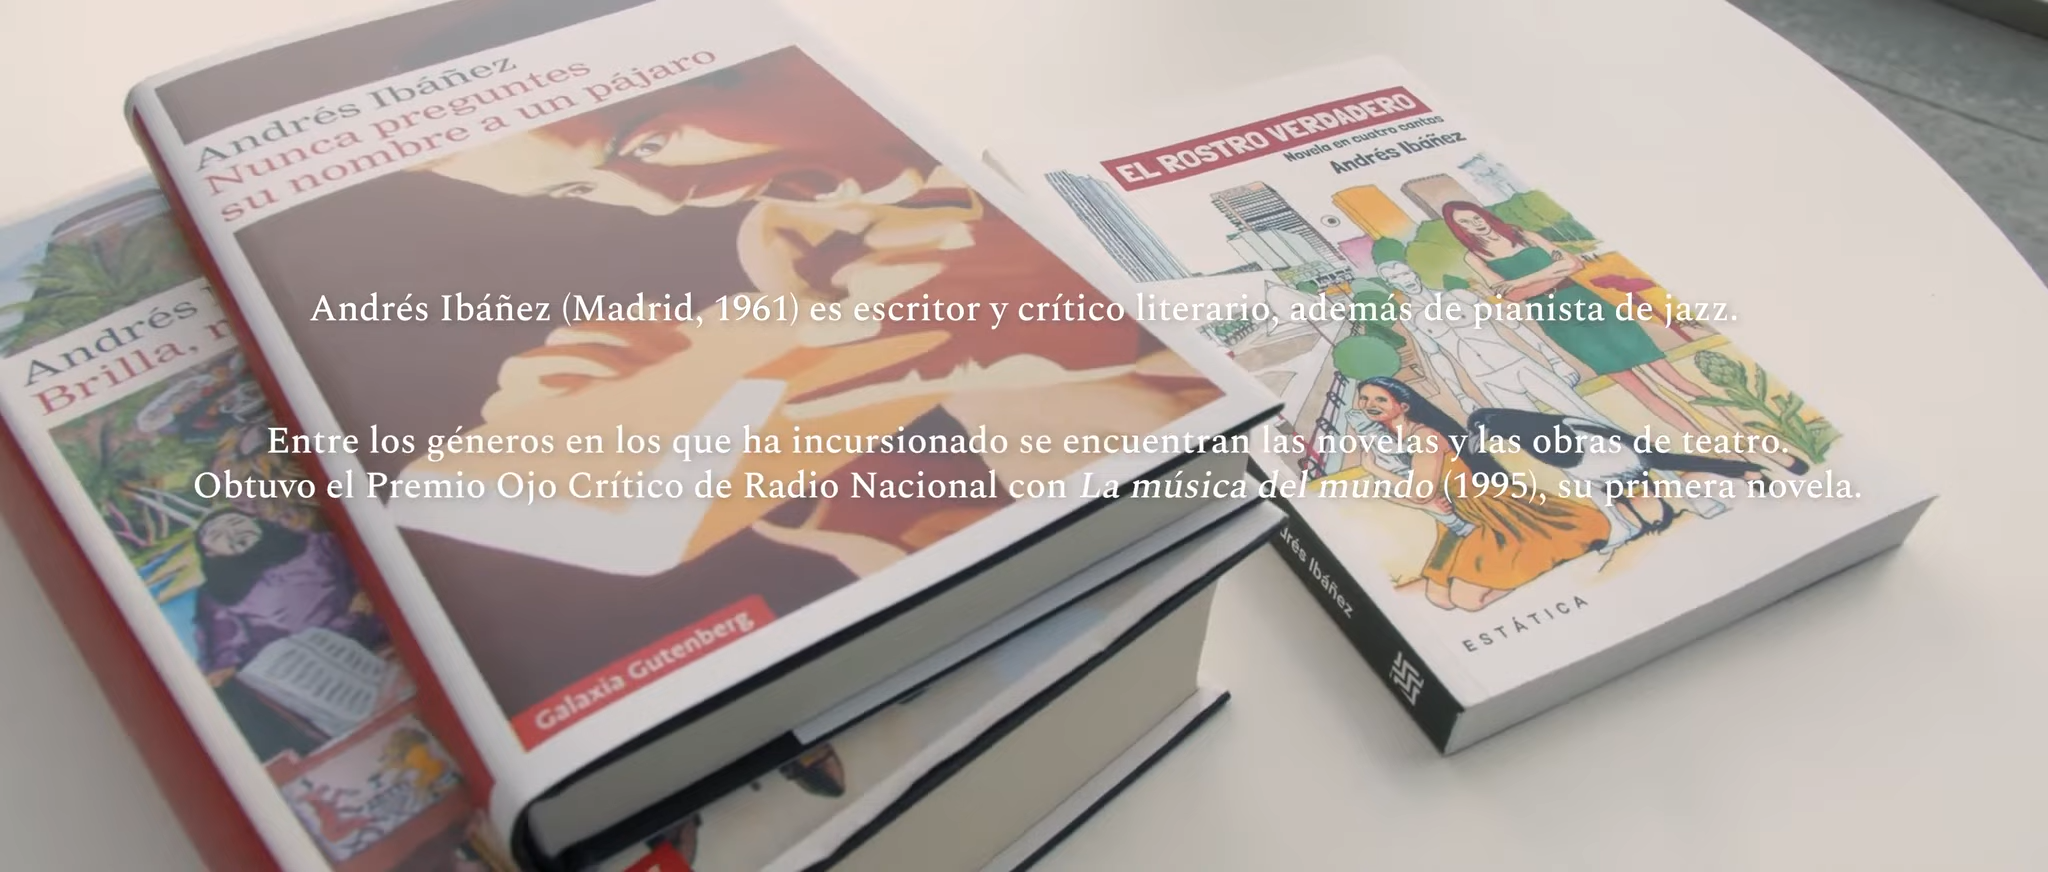 Andrés Ibáñez
Nunca preguntes
su nombre a un pájaro
EL ROSTRO VERDADERO
Novela en cuatro cantos
Andrés Ibáñez
Andrés Ibáñez (Madrid, 1961) es escritor y crítico literario, además de pianista de jazz.
Andrés
Brilla,
Entre los géneros en los que ha incursionado se encuentran las novelas y las obras de teatro.
Obtuvo el Premio Ojo Crítico de Radio Nacional con La música del mundo (1995), su primera novela.
Ibáñez
ESTÁTICA
Galaxia Gutenberg